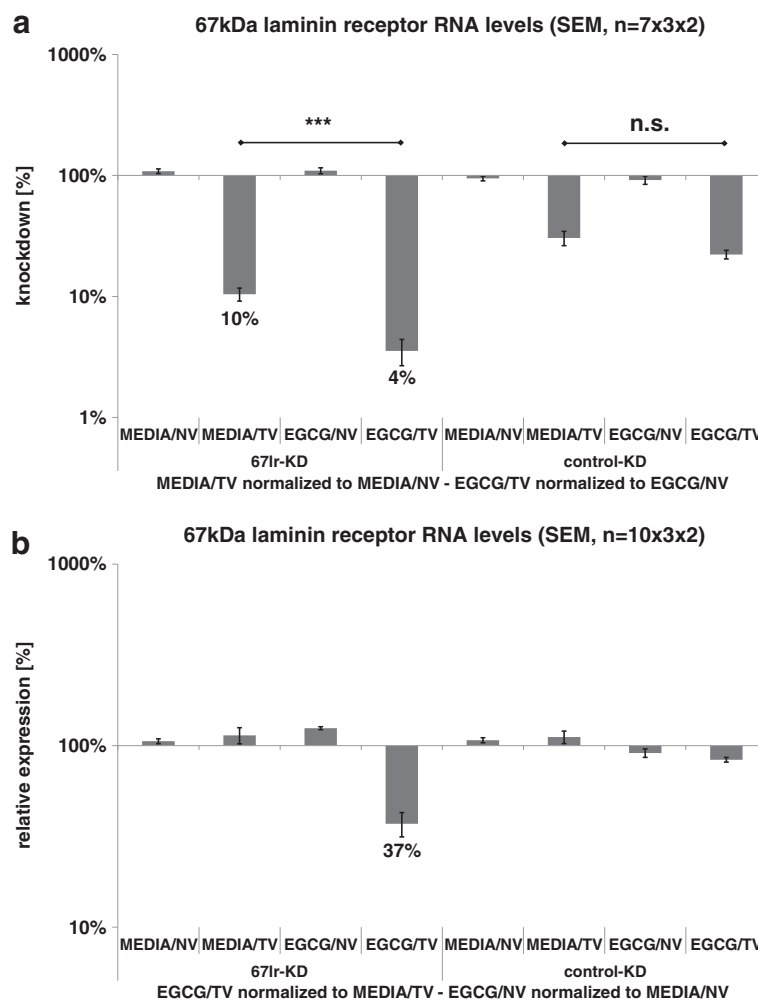 a
67kDa laminin receptor RNA levels (SEM, n=7x3x2)
1000%
100%
10%
1%
knockdown [%]
***
n.s.
10%
4%
MEDIA/NV MEDIA/TV EGCG/NV EGCG/TV MEDIA/NV MEDIA/TV EGCG/NV EGCG/TV
67lr-KD control-KD
MEDIA/TV normalized to MEDIA/NV - EGCG/TV normalized to EGCG/NV
b
67kDa laminin receptor RNA levels (SEM, n=10x3x2)
1000%
100%
10%
relative expression [%]
37%
MEDIA/NV MEDIA/TV EGCG/NV EGCG/TV MEDIA/NV MEDIA/TV EGCG/NV EGCG/TV
67lr-KD control-KD
EGCG/TV normalized to MEDIA/TV - EGCG/NV normalized to MEDIA/NV